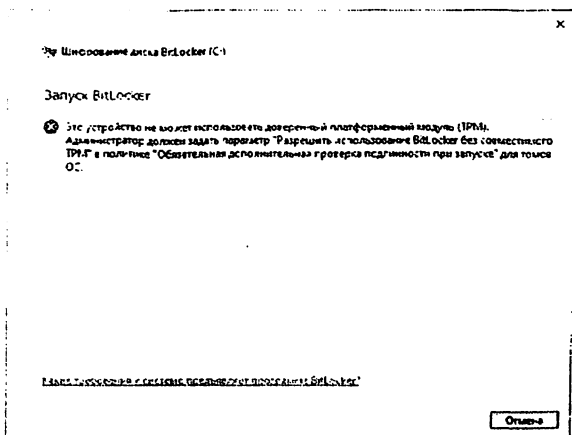 Шифрование диска BitLocker (C:)
Запуск BitLocker
Это устройство не может использовать доверенный платформенный модуль (TPM).
Администратор должен задать параметр "Разрешить использование BitLocker без совместимого
TPM" в политике "Обязательная дополнительная проверка подлинности при запуске" для томов
ОС.
Какие требования к системе предъявляет программа BitLocker?
Отмена